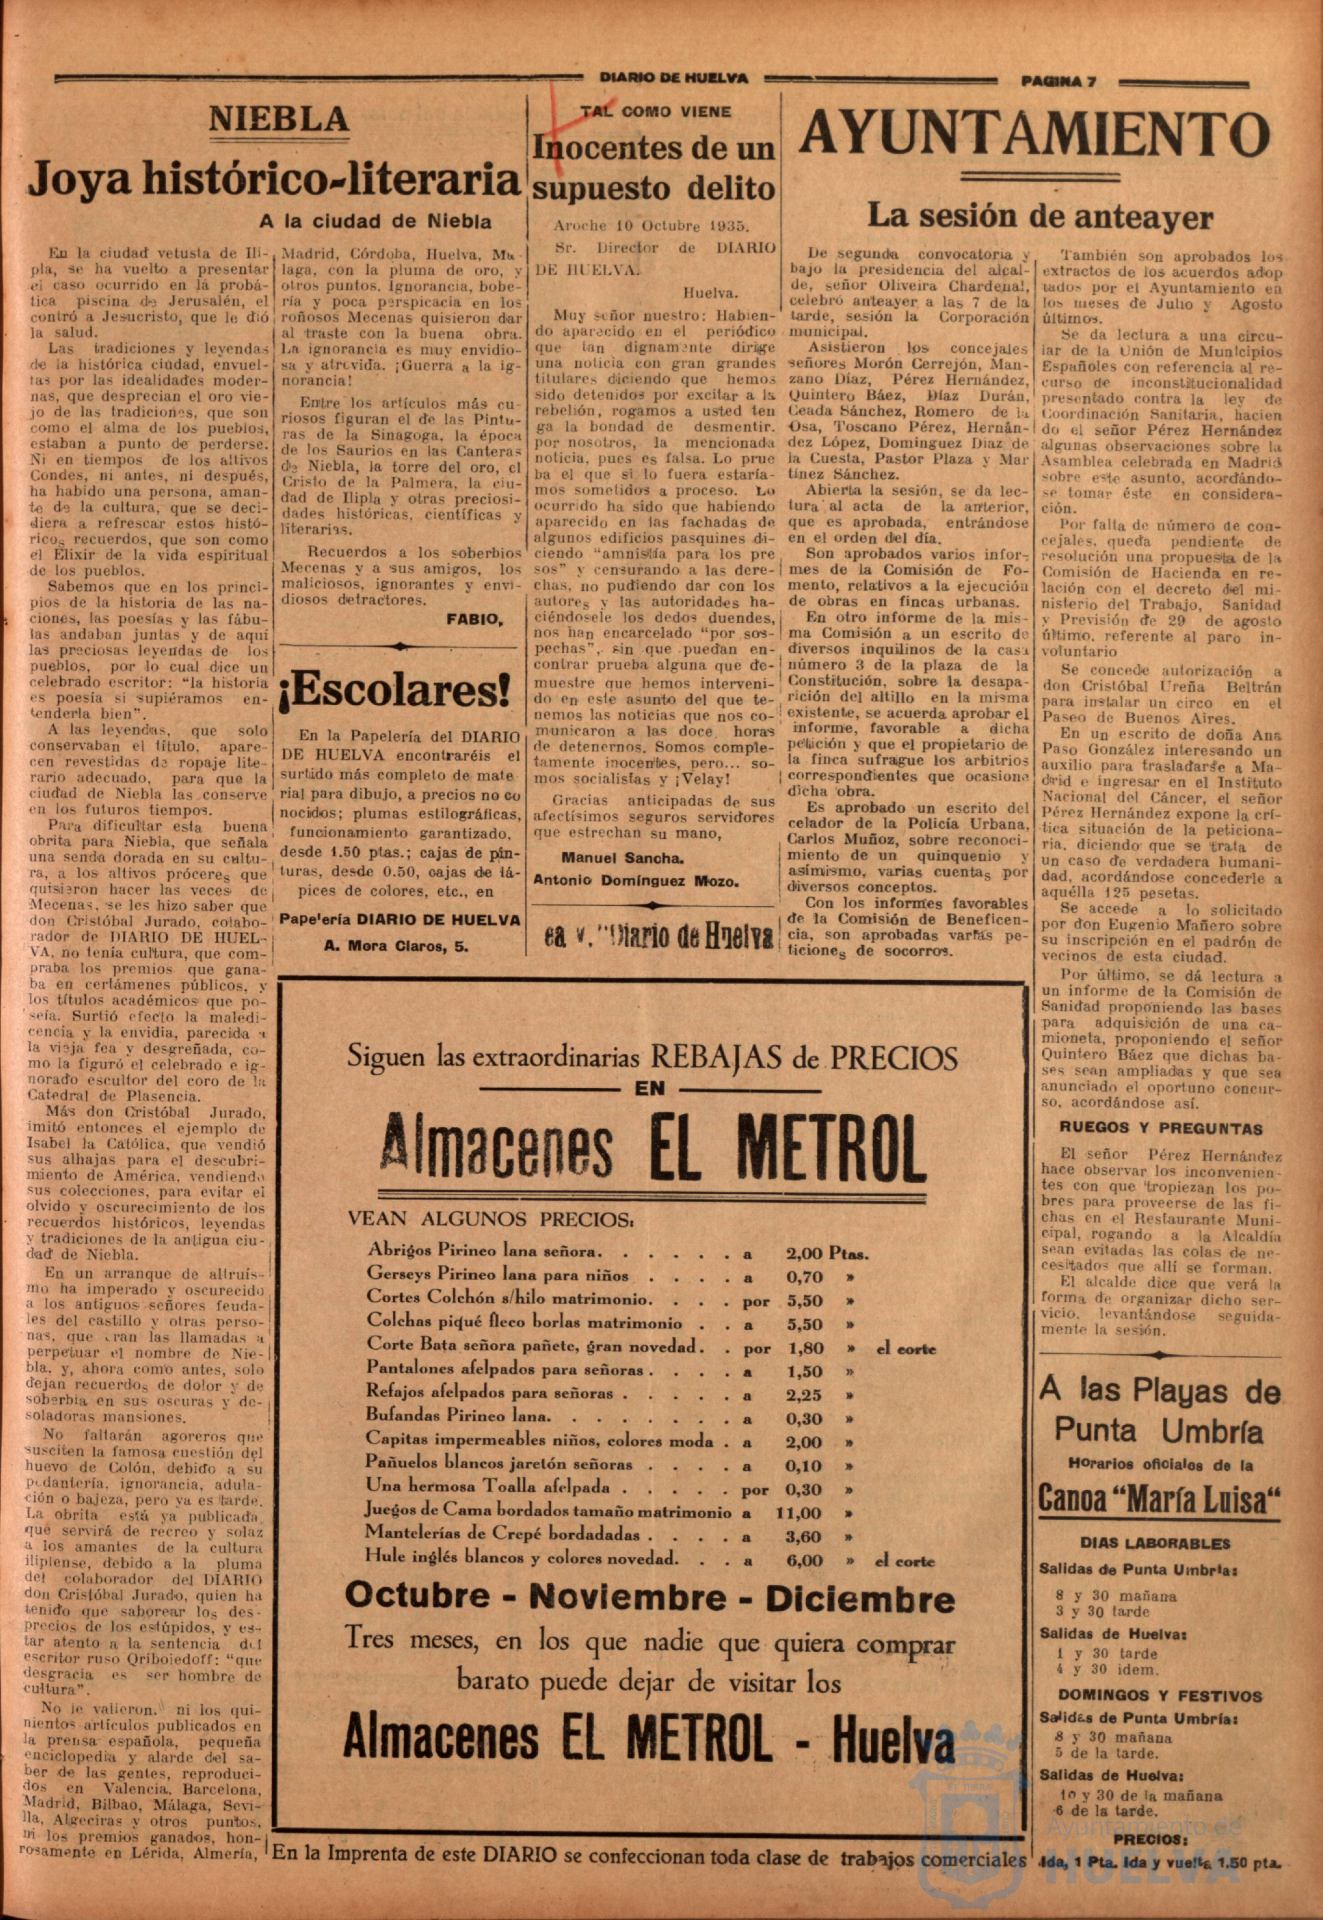 DIARIO DE HUELVA
PAGINA 7
NIEBLA
Joya histórico-literaria
A la ciudad de Niebla
En la ciudad vetusta de Ili-
pla, se ha vuelto a presentar
el caso ocurrido en la probá-
tica piscina de Jerusalén, el
contró a Jesucristo, que le dió
la salud.
Las tradiciones y leyendas
de la histórica ciudad, envuel-
tas por las idealidades moder-
nas, que desprecian el oro vie-
jo de las tradiciones, que son
como el alma de los pueblos,
estaban a punto de perderse.
Ni en tiempos de los altivos
Condes, ni antes, ni después,
ha habido una persona, aman-
te de la cultura, que se deci-
diera a refrescar estos histó-
ricos recuerdos, que son como
el Elixir de la vida espiritual
de los pueblos.
Sabemos que en los princi-
pios de la historia de las na-
ciones, las poesías y las fábu-
las andaban juntas y de aquí
las preciosas leyendas de los
pueblos, por lo cual dice un
celebrado escritor: "la historia
es poesía si supiéramos en-
tenderla bien".
A las leyendas, que solo
conservaban el título, apare-
cen revestidas de ropaje lite-
rario adecuado, para que la
ciudad de Niebla las conserve
en los futuros tiempos.
Para dificultar esta buena
obrita para Niebla, que señala
una senda dorada en su cultu-
ra, a los altivos próceres que
quisieron hacer las veces de
Mecenas, se les hizo saber que
don Cristóbal Jurado, colabo-
rador de DIARIO DE HUEL-
VA, no tenía cultura, que com-
praba los premios que gana-
ba en certámenes públicos, y
los títulos académicos que po-
seía. Surtió efecto la maledi-
cencia y la envidia, parecida a
la vieja fea y desgreñada, co-
mo la figuró el celebrado e ig-
norado escultor del coro de la
Catedral de Plasencia.
Más don Cristóbal Jurado,
imitó entonces el ejemplo de
Isabel la Católica, que vendió
sus alhajas para el descubri-
miento de América, vendiendo
sus colecciones, para evitar el
olvido y oscurecimiento de los
recuerdos históricos, leyendas
y tradiciones de la antigua ciu-
dad de Niebla.
En un arranque de altruís-
mo ha imperado y oscurecido
a los antiguos señores feuda-
les del castillo y otras perso-
nas, que eran las llamadas a
perpetuar el nombre de Nie-
bla, y, ahora como antes, solo
dejan recuerdos de dolor y de
soberbia en sus oscuras y de-
soladoras mansiones.
No faltarán agoreros que
susciten la famosa cuestión del
huevo de Colón, debido a su
pedantería, ignorancia, adula-
ción o bajeza, pero ya es tarde.
La obrita está ya publicada
que servirá de recreo y solaz
a los amantes de la cultura
iliplense, debido a la pluma
del colaborador del DIARIO
don Cristóbal Jurado, quien ha
tenido que saborear los des-
precios de los estúpidos, y es-
tar atento a la sentencia del
escritor ruso Qriboiedoff: "que
desgracia es ser hombre de
cultura".
No le valieron, ni los qui-
nientos artículos publicados en
la prensa española, pequeña
enciclopedia y alarde del sa-
ber de las gentes, reproduci-
dos en Valencia, Barcelona,
Madrid, Bilbao, Málaga, Sevi-
lla, Algeciras y otros puntos,
ni los premios ganados, hon-
rosamente en Lérida, Almería,
Madrid, Córdoba, Huelva, Má-
laga, con la pluma de oro, y
otros puntos. Ignorancia, bobe-
ría y poca perspicacia en los
roñosos Mecenas quisieron dar
al traste con la buena obra.
La ignorancia es muy envidio-
sa y atrevida. ¡Guerra a la ig-
norancia!
Entre los artículos más cu-
riosos figuran el de las Pintu-
ras de la Sinagoga, la época
de los Saurios en las Canteras
de Niebla, la torre del oro, el
Cristo de la Palmera, la ciu-
dad de Ilipla y otras preciosi-
dades históricas, científicas y
literarias.
Recuerdos a los soberbios
Mecenas y a sus amigos, los
maliciosos, ignorantes y envi-
diosos detractores.
FABIO,
¡Escolares!
En la Papelería del DIARIO
DE HUELVA encontraréis el
surtido más completo de mate
rial para dibujo, a precios no co
nocidos; plumas estilográficas,
funcionamiento garantizado,
desde 1.50 ptas.; cajas de pin-
turas, desde 0.50, cajas de lá-
pices de colores, etc., en
Papelería DIARIO DE HUELVA
A. Mora Claros, 5.
TAL COMO VIENE
Inocentes de un
supuesto delito
Aroche 10 Octubre 1935.
Sr. Director de DIARIO
DE HUELVA.
Huelva.
Muy señor nuestro: Habien-
do aparecido en el periódico
que tan dignamente dirige
una noticia con gran grandes
titulares diciendo que hemos
sido detenidos por excitar a la
rebelión, rogamos a usted ten
ga la bondad de desmentir.
por nosotros, la mencionada
noticia, pues es falsa. Lo prue
ba el que si lo fuera estaría-
mos sometidos a proceso. Lo
ocurrido ha sido que habiendo
aparecido en las fachadas de
algunos edificios pasquines di-
ciendo "amnistía para los pre
sos" y censurando a las dere-
chas, no pudiendo dar con los
autores y las autoridades ha-
ciéndosele los dedos duendes,
nos han encarcelado "por sos-
pechas", sin que puedan en-
contrar prueba alguna que de-
muestre que hemos interveni-
do en este asunto del que te-
nemos las noticias que nos co-
municaron a las doce horas
de detenernos. Somos comple-
tamente inocentes, pero... so-
mos socialistas y ¡Velay!
Gracias anticipadas de sus
afectísimos seguros servidores
que estrechan su mano,
Manuel Sancha.
Antonio Domínguez Mozo.
ea v. "Diario de Huelva
AYUNTAMIENTO
La sesión de anteayer
De segunda convocatoria y
bajo la presidencia del alcal-
de, señor Oliveira Chardenal,
celebró anteayer a las 7 de la
tarde, sesión la Corporación
municipal.
Asistieron los concejales
señores Morón Cerrejón, Man-
zano Díaz, Pérez Hernández,
Quintero Báez, Díaz Durán,
Ceada Sánchez, Romero de la
Osa, Toscano Pérez, Hernán-
dez López, Domínguez Díaz de
la Cuesta, Pastor Plaza y Mar
tínez Sánchez.
Abierta la sesión, se da lec-
tura al acta de la anterior,
que es aprobada, entrándose
en el orden del día.
Son aprobados varios infor-
mes de la Comisión de Fo-
mento, relativos a la ejecución
de obras en fincas urbanas.
En otro informe de la mis-
ma Comisión a un escrito de
diversos inquilinos de la casa
número 3 de la plaza de la
Constitución, sobre la desapa-
rición del altillo en la misma
existente, se acuerda aprobar el
informe, favorable a dicha
petición y que el propietario de
la finca sufrague los arbitrios
correspondientes que ocasione
dicha obra.
Es aprobado un escrito del
celador de la Policía Urbana,
Carlos Muñoz, sobre reconoci-
miento de un quinquenio y
asimismo, varias cuentas por
diversos conceptos.
Con los informes favorables
de la Comisión de Beneficen-
cia, son aprobadas varias pe-
ticiones de socorros.
También son aprobados los
extractos de los acuerdos adop
tados por el Ayuntamiento en
los meses de Julio y Agosto
últimos.
Se da lectura a una circu-
lar de la Unión de Municipios
Españoles con referencia al re-
curso de inconstitucionalidad
presentado contra la ley de
Coordinación Sanitaria, hacien
do el señor Pérez Hernández
algunas observaciones sobre la
Asamblea celebrada en Madrid
sobre este asunto, acordándo-
se tomar éste en considera-
ción.
Por falta de número de con-
cejales, queda pendiente de
resolución una propuesta de la
Comisión de Hacienda en re-
lación con el decreto del mi-
nisterio del Trabajo, Sanidad
y Previsión de 29 de agosto
último, referente al paro in-
voluntario
Se concede autorización a
don Cristóbal Ureña Beltrán
para instalar un circo en el
Paseo de Buenos Aires.
En un escrito de doña Ana
Paso González interesando un
auxilio para trasladarse a Ma-
drid e ingresar en el Instituto
Nacional del Cáncer, el señor
Pérez Hernández expone la crí-
tica situación de la peticiona-
ria, diciendo que se trata de
un caso de verdadera humani-
dad, acordándose concederle a
aquélla 125 pesetas.
Se accede a lo solicitado
por don Eugenio Mañero sobre
su inscripción en el padrón de
vecinos de esta ciudad.
Por último, se dá lectura a
un informe de la Comisión de
Sanidad proponiendo las bases
para adquisición de una ca-
mioneta, proponiendo el señor
Quintero Báez que dichas ba-
ses sean ampliadas y que sea
anunciado el oportuno concur-
so, acordándose así.
RUEGOS Y PREGUNTAS
El señor Pérez Hernández
hace observar los inconvenien-
tes con que tropiezan los po-
bres para proveerse de las fi-
chas en el Restaurante Muni-
cipal, rogando a la Alcaldía
sean evitadas las colas de ne-
cesitados que allí se forman.
El alcalde dice que verá la
forma de organizar dicho ser-
vicio, levantándose seguida-
mente la sesión.
Siguen las extraordinarias REBAJAS de PRECIOS
EN
Almacenes EL METROL
VEAN ALGUNOS PRECIOS:
Abrigos Pirineo lana señora. . . . . . a 2,00 Ptas.
Gerseys Pirineo lana para niños . . . . a 0,70 »
Cortes Colchón s/hilo matrimonio. . . . por 5,50 »
Colchas piqué fleco borlas matrimonio . . a 5,50 »
Corte Bata señora pañete, gran novedad. . por 1,80 » el corte
Pantalones afelpados para señoras . . . . a 1,50 »
Refajos afelpados para señoras . . . . . a 2,25 »
Bufandas Pirineo lana. . . . . . . . a 0,30 »
Capitas impermeables niños, colores moda . a 2,00 »
Pañuelos blancos jaretón señoras . . . . a 0,10 »
Una hermosa Toalla afelpada . . . . . por 0,30 »
Juegos de Cama bordados tamaño matrimonio a 11,00 »
Mantelerías de Crepé bordadadas . . . . a 3,60 »
Hule inglés blancos y colores novedad. . . a 6,00 » el corte
Octubre - Noviembre - Diciembre
Tres meses, en los que nadie que quiera comprar
barato puede dejar de visitar los
Almacenes EL METROL - Huelva
En la Imprenta de este DIARIO se confeccionan toda clase de trabajos comerciales
A las Playas de
Punta Umbría
Horarios oficiales de la
Canoa "María Luisa"
DIAS LABORABLES
Salidas de Punta Umbría:
8 y 30 mañana
3 y 30 tarde
Salidas de Huelva:
1 y 30 tarde
4 y 30 idem.
DOMINGOS Y FESTIVOS
Salidas de Punta Umbría:
8 y 30 mañana
5 de la tarde.
Salidas de Huelva:
10 y 30 de la mañana
6 de la tarde.
PRECIOS:
Ida, 1 Pta. Ida y vuelta 1.50 pta.
Ayuntamiento de
HUELVA